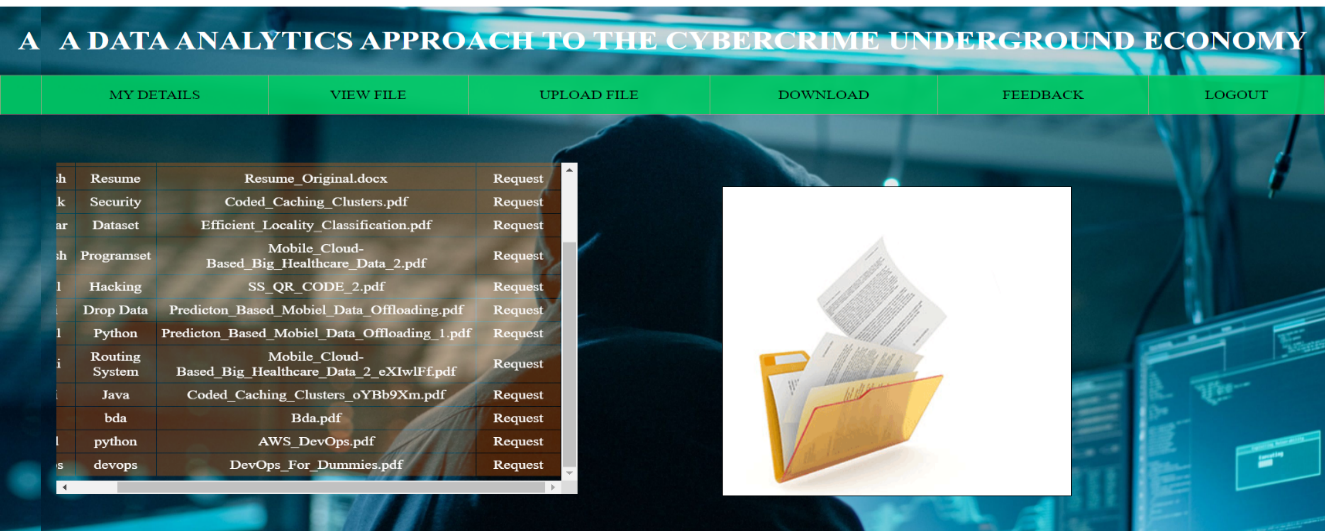 A A DATA ANALYTICS APPROACH TO THE CYBERCRIME UNDERGROUND ECONOMY
MY DETAILS VIEW FILE UPLOAD FILE DOWNLOAD FEEDBACK LOGOUT
sh Resume Resume_Original.docx Request
k Security Coded_Caching_Clusters.pdf Request
ar Dataset Efficient_Locality_Classification.pdf Request
sh Programset Mobile_Cloud-
Based_Big_Healthcare_Data_2.pdf Request
l Hacking SS_QR_CODE_2.pdf Request
Drop Data Predicton_Based_Mobiel_Data_Offloading.pdf Request
l Python Predicton_Based_Mobiel_Data_Offloading_1.pdf Request
i Routing System Mobile_Cloud-
Based_Big_Healthcare_Data_2_eXIwlFf.pdf Request
Java Coded_Caching_Clusters_oYBb9Xm.pdf Request
bda Bda.pdf Request
python AWS_DevOps.pdf Request
s devops DevOps_For_Dummies.pdf Request